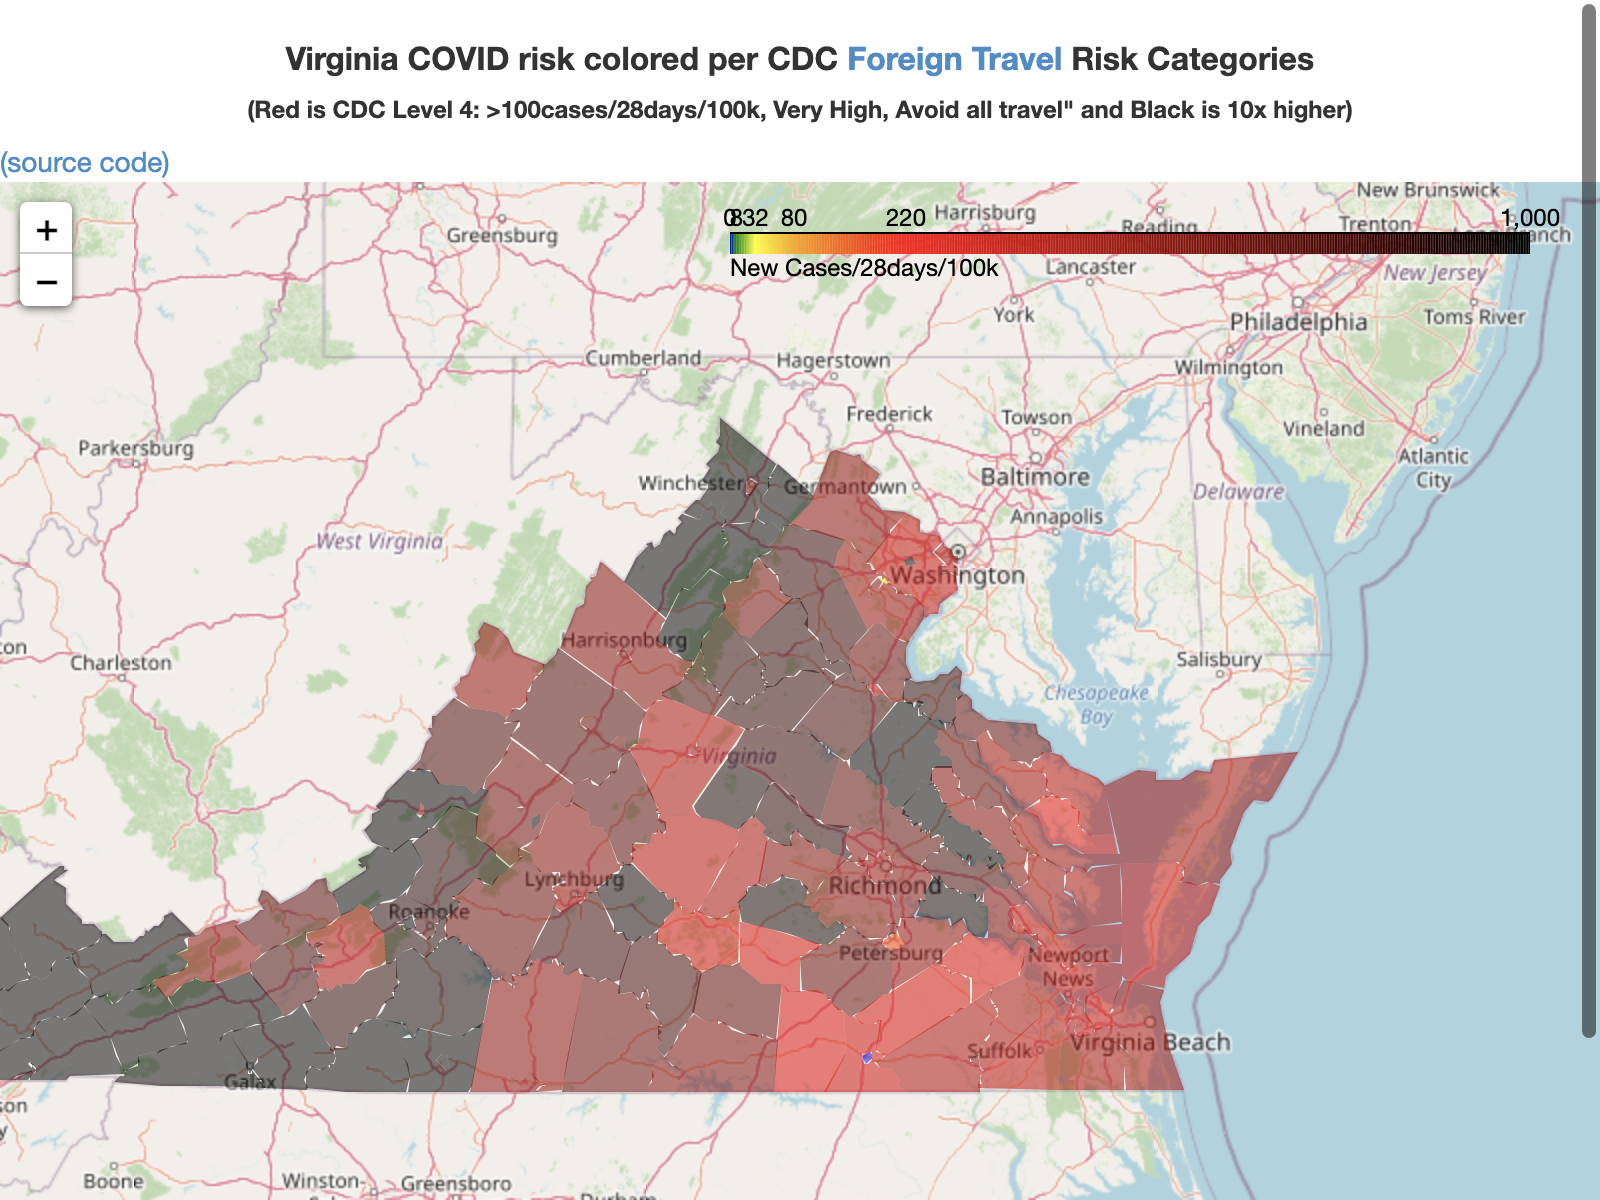 Virginia COVID risk colored per CDC Foreign Travel Risk Categories
(Red is CDC Level 4: >100cases/28days/100k, Very High, Avoid all travel" and Black is 10x higher)
(source code)
New Brunswick
+
0 8 32 80 220 1,000
Harrisburg
Reading
Trenton
Greensburg
New Cases/28days/100k
Lancaster
New Jersey
−
York
Philadelphia
Toms River
Cumberland
Hagerstown
Wilmington
Frederick
Towson
Vineland
Parkersburg
Atlantic
City
Winchester
Germantown
Baltimore
Delaware
Annapolis
West Virginia
Washington
Harrisonburg
Charleston
Salisbury
Chesapeake
Bay
Virginia
Lynchburg
Richmond
Roanoke
Petersburg
Newport
News
Suffolk
Virginia Beach
Galax
Boone
Winston-
Greensboro